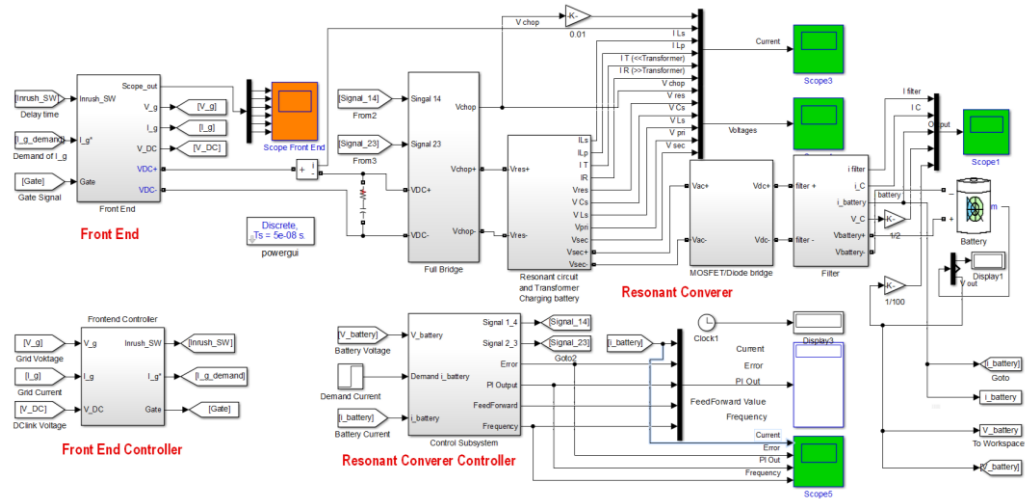 V chop
-K-
0.01
I Ls
I Lp
I T (<<Transformer)
I R (>>Transformer)
V chop
V res
V Cs
V Ls
V pri
V sec
Current
Scope3
Voltages
[Inrush_SW]
Delay time
[I_g_demand]
Demand of I_g
[Gate]
Gate Signal
Inrush_SW
I_g*
Gate
Scope_out
V_g
I_g
V_DC
VDC+
VDC-
Front End
[V_g]
[I_g]
[V_DC]
Scope Front End
Front End
Discrete,
Ts = 5e-08 s.
powergui
+
-
i
[Signal_14]
From2
[Signal_23]
From3
Singal 14
Signal 23
VDC+
VDC-
Vchop
Vchop+
Vchop-
Full Bridge
Vres+
Vres-
ILs
ILp
I T
IR
Vres
V Cs
V Ls
Vpri
Vsec
Vsec+
Vsec-
Resonant circuit
and Transformer
Charging battery
Vac+
Vac-
Vdc+
Vdc-
MOSFET/Diode bridge
Resonant Converer
filter +
filter -
i filter
i_C
i_battery
V_C
Vbattery+
Vbattery-
Filter
I filter
I C
Output
Scope1
battery
-K-
1/2
-K-
1/100
m
+
Battery
Display1
V out
Frontend Controller
[V_g]
Grid Voktage
[I_g]
Grid Current
[V_DC]
DClink Voltage
V_g
I_g
V_DC
Inrush_SW
I_g*
Gate
[Inrush_SW]
[I_g_demand]
[Gate]
Front End Controller
[V_battery]
Battery Voltage
Demand Current
[i_battery]
Battery Current
V_battery
Demand i_battery
i_battery
Signal 1_4
Signal 2_3
Error
PI Output
FeedForward
Frequency
Control Subsystem
Resonant Converer Controller
[Signal_14]
[Signal_23]
Goto2
[i_battery]
Clock1
Display3
Current
Error
PI Out
FeedForward Value
Frequency
Current
Error
PI Out
Frequency
Scope5
[i_battery]
Goto
i_battery
V_battery
To Workspace
[V_battery]